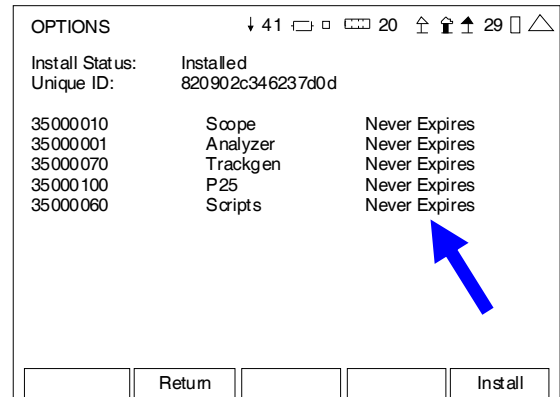 OPTIONS ↓ 41 20 29
Install Status: Installed
Unique ID: 820902c346237d0d
35000010 Scope Never Expires
35000001 Analyzer Never Expires
35000070 Trackgen Never Expires
35000100 P25 Never Expires
35000060 Scripts Never Expires
Return Install